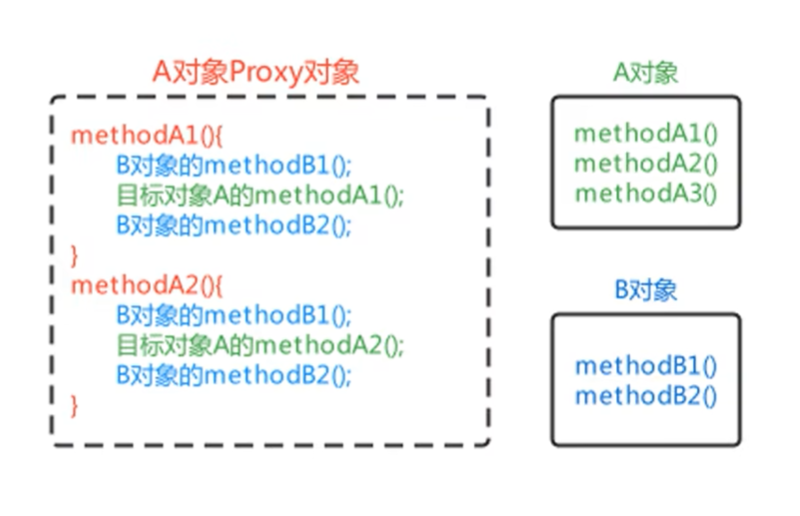 A对象Proxy对象
methodA1(){
B对象的methodB1();
目标对象A的methodA1();
B对象的methodB2();
}
methodA2(){
B对象的methodB1();
目标对象A的methodA2();
B对象的methodB2();
}
A对象
methodA1()
methodA2()
methodA3()
B对象
methodB1()
methodB2()